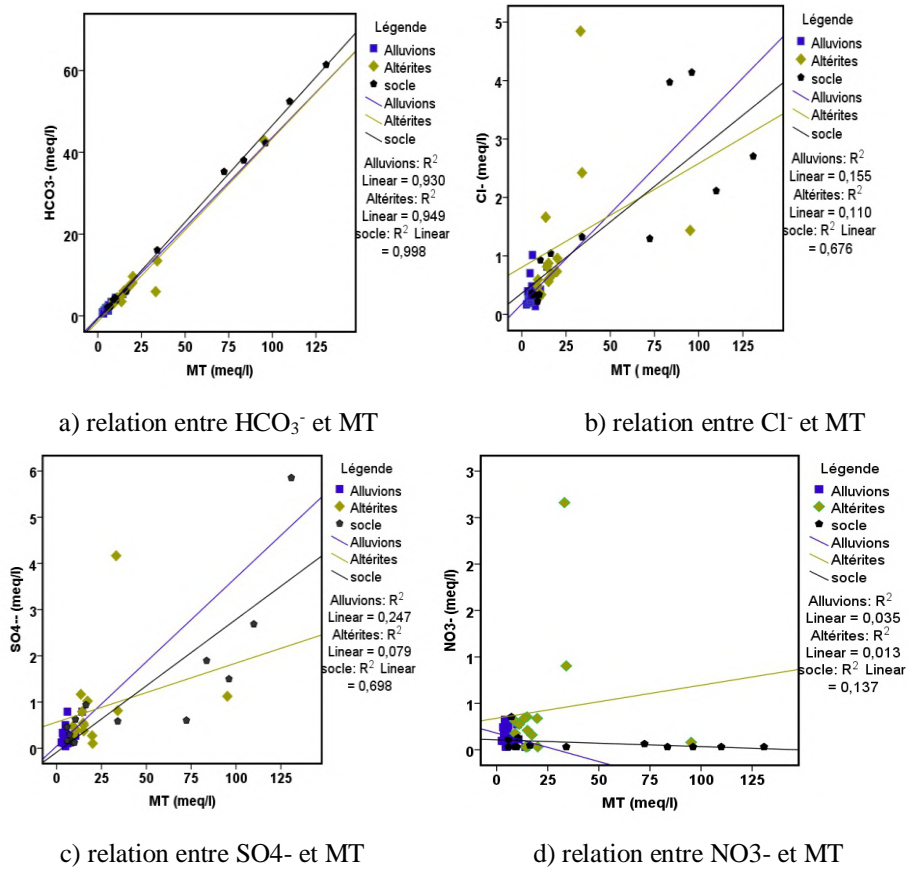 Légende
Alluvions
Altérites
socle
Alluvions
Altérites
socle
Alluvions: R²
Linear = 0,930
Altérites: R²
Linear = 0,949
socle: R² Linear
= 0,998
60
40
20
0
HCO3- (meq/l)
0 25 50 75 100 125
MT (meq/l)
a) relation entre HCO₃⁻ et MT
Légende
Alluvions
Altérites
socle
Alluvions
Altérites
socle
Alluvions: R²
Linear = 0,155
Altérites: R²
Linear = 0,110
socle: R² Linear
= 0,676
5
4
3
2
1
0
Cl- (meq/l)
0 25 50 75 100 125
MT ( meq/l)
b) relation entre Cl⁻ et MT
Légende
Alluvions
Altérites
socle
Alluvions
Altérites
socle
Alluvions: R²
Linear = 0,247
Altérites: R²
Linear = 0,079
socle: R² Linear
= 0,698
6
5
4
3
2
1
0
SO4-- (meq/l)
0 25 50 75 100 125
MT (meq/l)
c) relation entre SO4- et MT
Légende
Alluvions
Altérites
socle
Alluvions
Altérites
socle
Alluvions: R²
Linear = 0,035
Altérites: R²
Linear = 0,013
socle: R² Linear
= 0,137
3
3
2
2
1
1
0
NO3- (meq/l)
0 25 50 75 100 125
MT (meq/l)
d) relation entre NO3- et MT